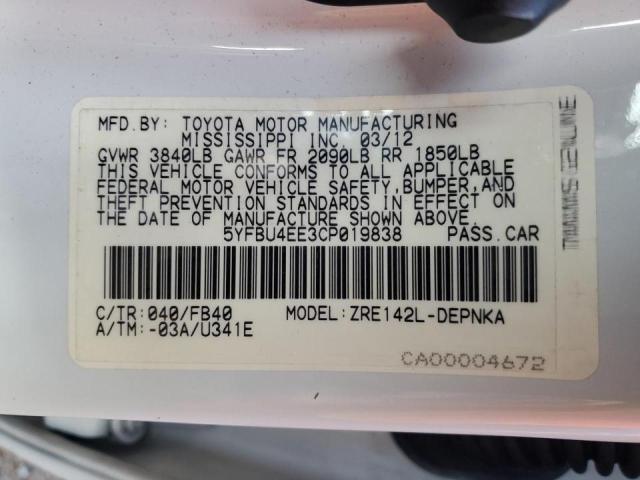 MFD.BY: TOYOTA MOTOR MANUFACTURING
MISSISSIPPI INC. 03/12
GVWR 3840LB GAWR FR 2090LB RR 1850LB
THIS VEHICLE CONFORMS TO ALL APPLICABLE
FEDERAL MOTOR VEHICLE SAFETY,BUMPER,AND
THEFT PREVENTION STANDARDS IN EFFECT ON
THE DATE OF MANUFACTURE SHOWN ABOVE.
5YFBU4EE3CP019838 PASS.CAR
C/TR:040/FB40 MODEL:ZRE142L-DEPNKA
A/TM:-03A/U341E
CA00004672